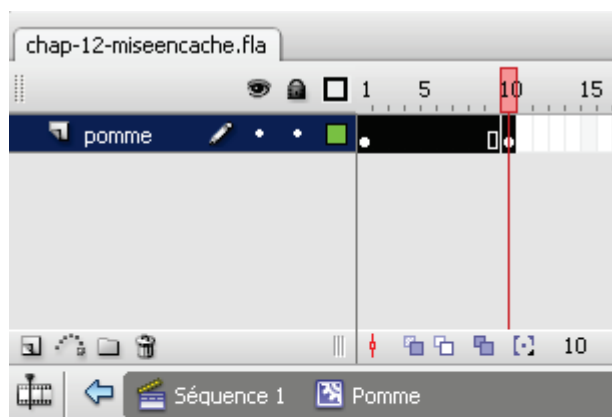 chap-12-miseencache.fla
1 5 10 15
pomme
10
Séquence 1 Pomme